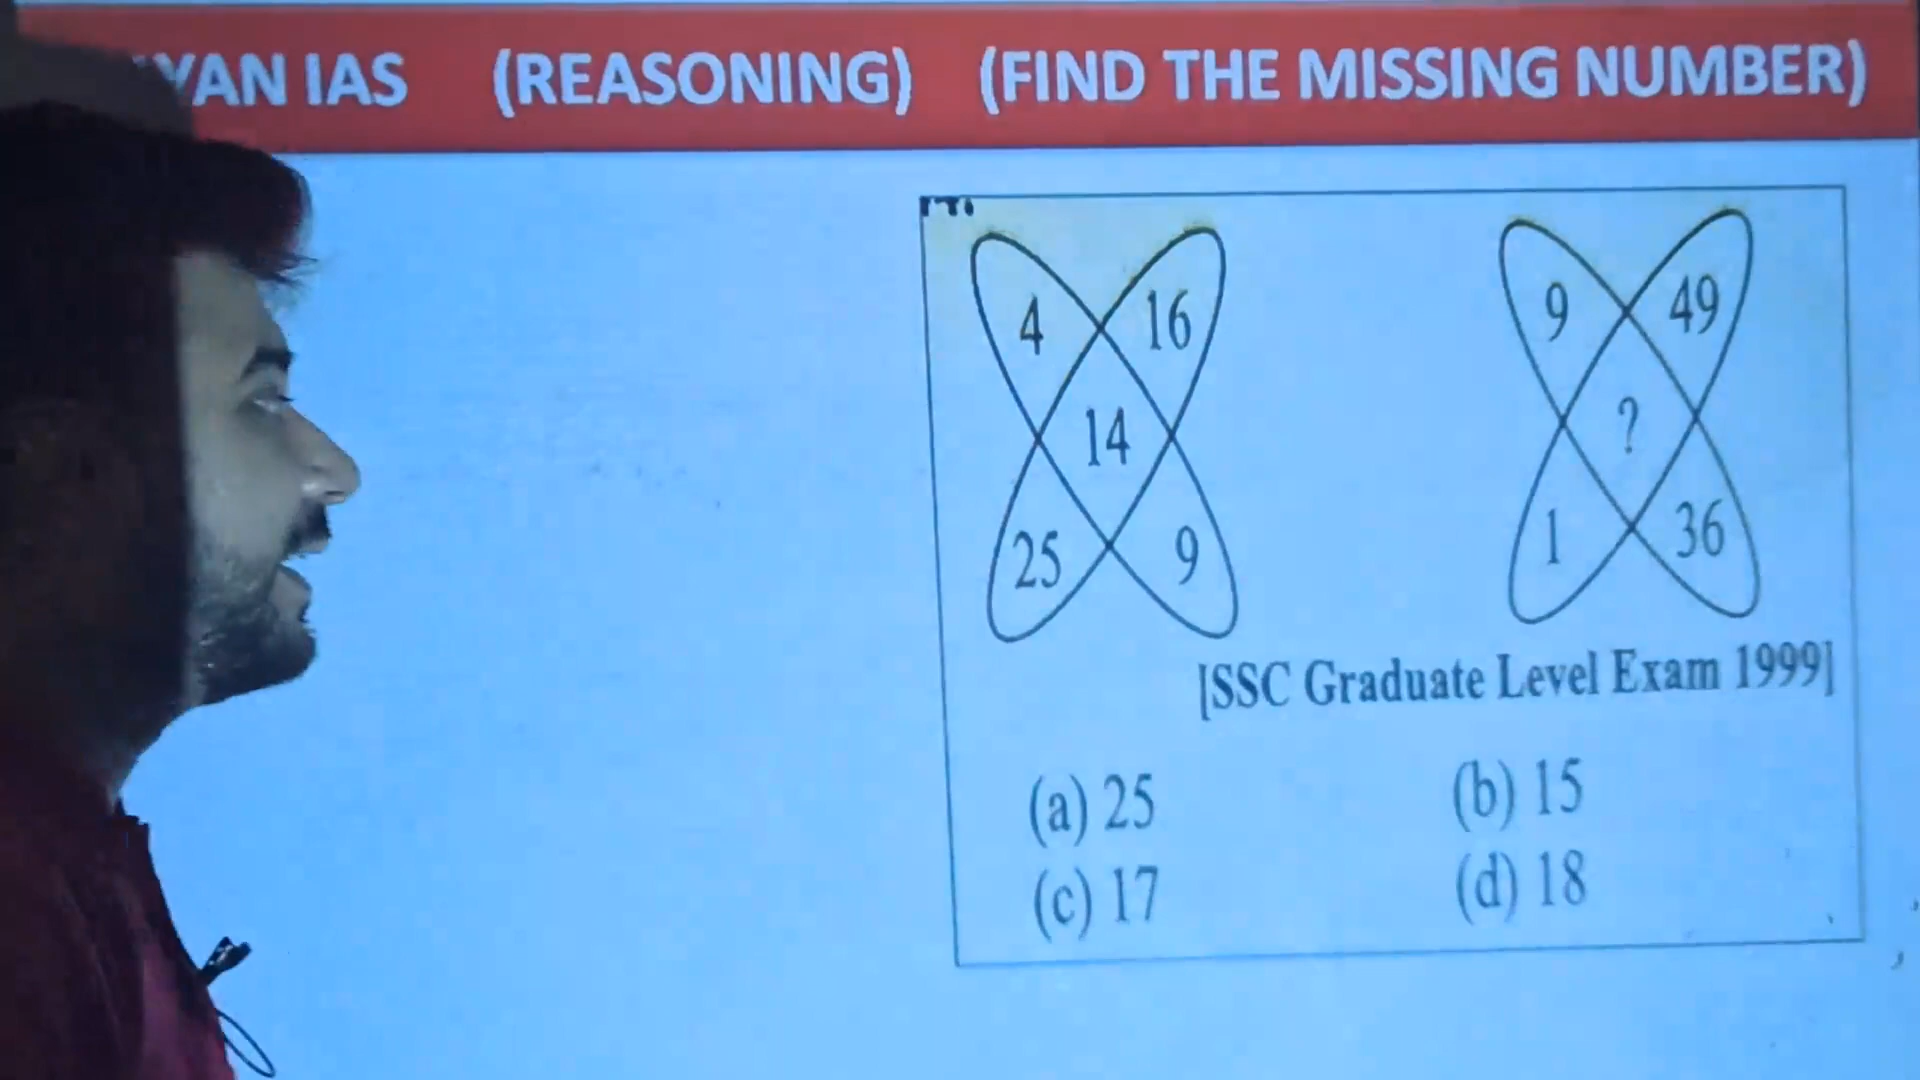 IAS (REASONING) (FIND THE MISSING NUMBER)
4 16
14
25 9
9 49
?
1 36
[SSC Graduate Level Exam 1999]
(a) 25 (b) 15
(c) 17 (d) 18